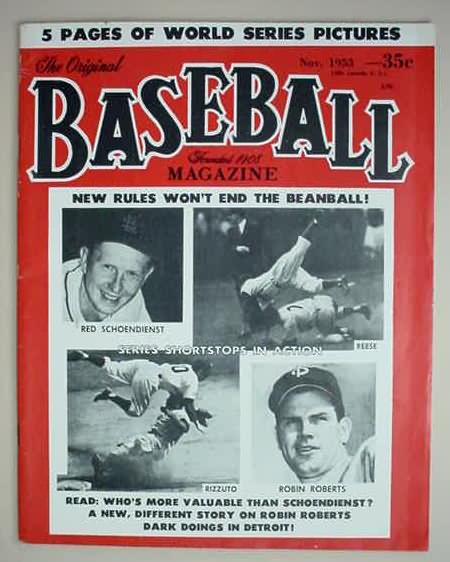 5 PAGES OF WORLD SERIES PICTURES
The Original
Nov. 1953 —35c
BASEBALL
Founded 1908
MAGAZINE
NEW RULES WON'T END THE BEANBALL!
RED SCHOENDIENST
REESE
SERIES SHORTSTOPS IN ACTION
RIZZUTO
ROBIN ROBERTS
READ: WHO'S MORE VALUABLE THAN SCHOENDIENST?
A NEW, DIFFERENT STORY ON ROBIN ROBERTS
DARK DOINGS IN DETROIT!